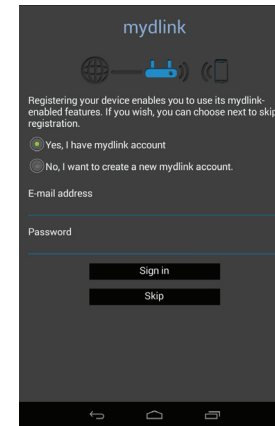 mydlink
Registering your device enables you to use its mydlink-
enabled features. If you wish, you can choose next to skip
registration.
Yes, I have mydlink account
No, I want to create a new mydlink account.
E-mail address
Password
Sign in
Skip